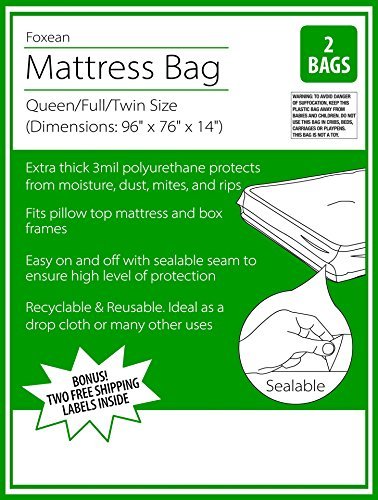 Foxean
Mattress Bag
Queen/Full/Twin Size
(Dimensions: 96" x 76" x 14")
2
BAGS
WARNING: TO AVOID DANGER
OF SUFFOCATION, KEEP THIS
PLASTIC BAG AWAY FROM
BABIES AND CHILDREN. DO NOT
USE THIS BAG IN CRIBS, BEDS,
CARRIAGES OR PLAYPENS.
THIS BAG IS NOT A TOY.
Extra thick 3mil polyurethane protects
from moisture, dust, mites, and rips
Fits pillow top mattress and box
frames
Easy on and off with sealable seam to
ensure high level of protection
Recyclable & Reusable. Ideal as a
drop cloth or many other uses
Sealable
BONUS!
TWO FREE SHIPPING
LABELS INSIDE